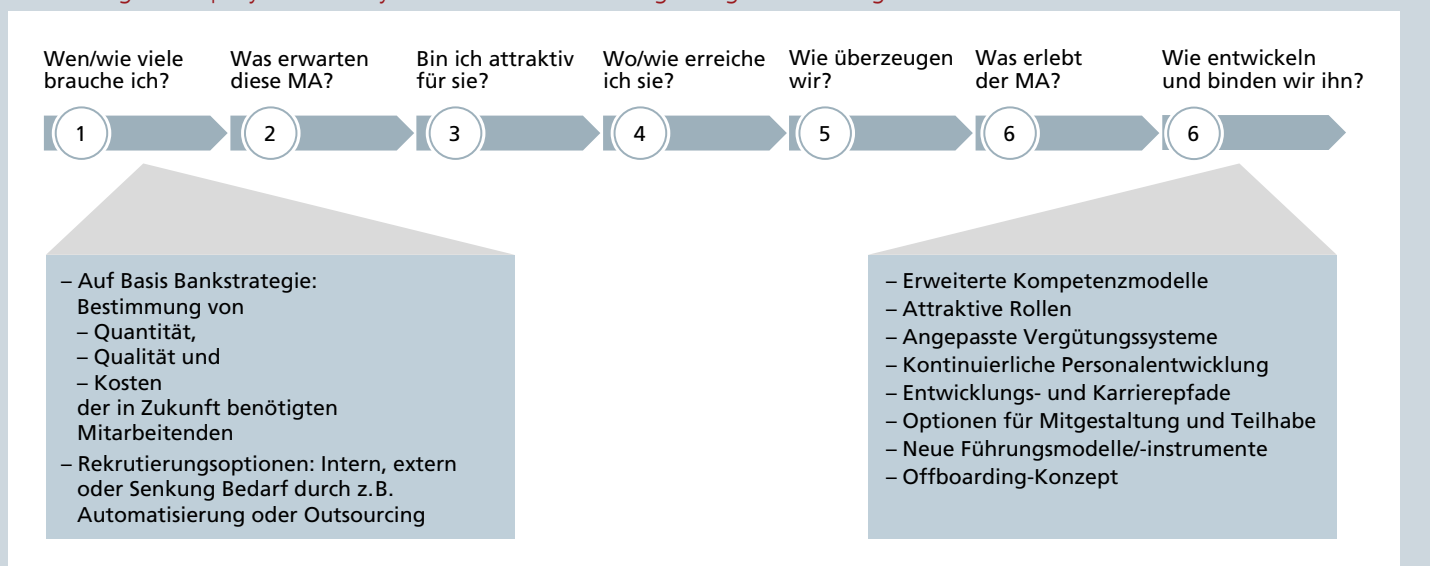 Wen/wie viele
brauche ich?
Was erwarten
diese MA?
Bin ich attraktiv
für sie?
Wo/wie erreiche
ich sie?
Wie überzeugen
wir?
Was erlebt
der MA?
Wie entwickeln
und binden wir ihn?
1
2
3
4
5
6
6
– Auf Basis Bankstrategie:
Bestimmung von
– Quantität,
– Qualität und
– Kosten
der in Zukunft benötigten
Mitarbeitenden
– Rekrutierungsoptionen: Intern, extern
oder Senkung Bedarf durch z.B.
Automatisierung oder Outsourcing
– Erweiterte Kompetenzmodelle
– Attraktive Rollen
– Angepasste Vergütungssysteme
– Kontinuierliche Personalentwicklung
– Entwicklungs- und Karrierepfade
– Optionen für Mitgestaltung und Teilhabe
– Neue Führungsmodelle/-instrumente
– Offboarding-Konzept